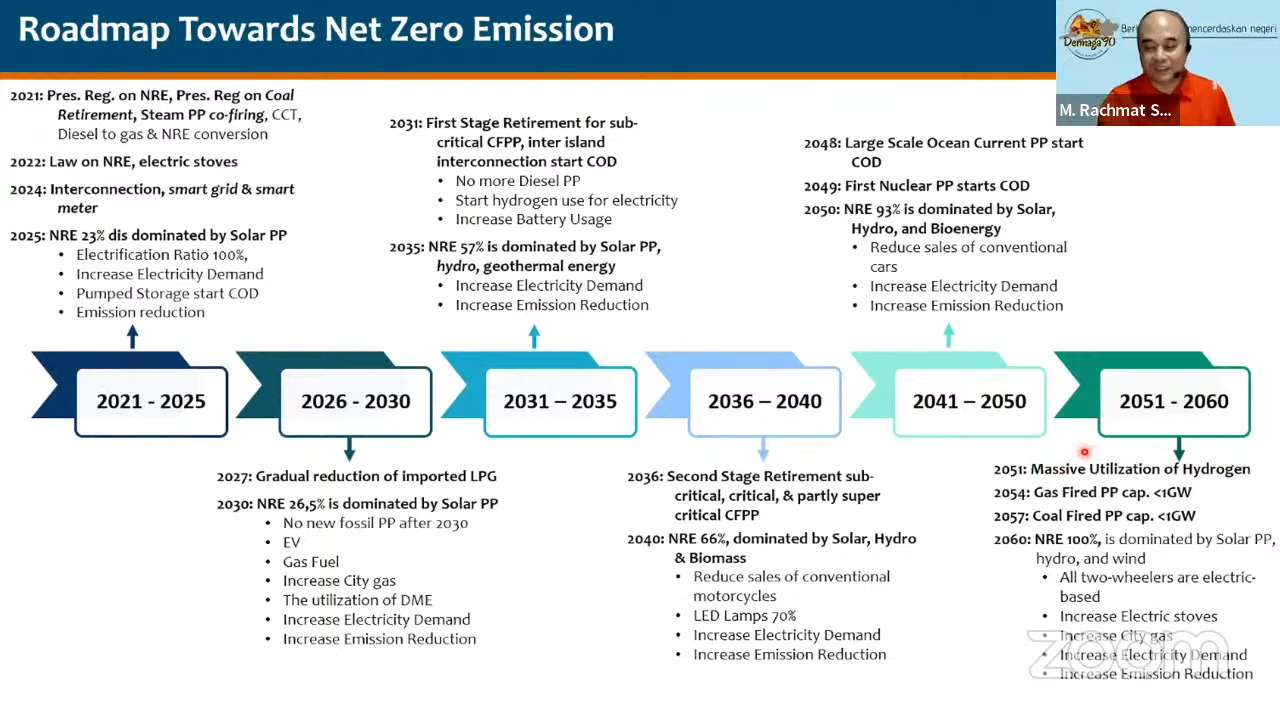 Roadmap Towards Net Zero Emission
Dermaga 90
mencerdaskan negeri
M. Rachmat S...
2021: Pres. Reg. on NRE, Pres. Reg on Coal
Retirement, Steam PP co-firing, CCT,
Diesel to gas & NRE conversion
2022: Law on NRE, electric stoves
2024: Interconnection, smart grid & smart
meter
2025: NRE 23% dis dominated by Solar PP
• Electrification Ratio 100%,
• Increase Electricity Demand
• Pumped Storage start COD
• Emission reduction
2031: First Stage Retirement for sub-
critical CFPP, inter island
interconnection start COD
• No more Diesel PP
• Start hydrogen use for electricity
• Increase Battery Usage
2035: NRE 57% is dominated by Solar PP,
hydro, geothermal energy
• Increase Electricity Demand
• Increase Emission Reduction
2048: Large Scale Ocean Current PP start
COD
2049: First Nuclear PP starts COD
2050: NRE 93% is dominated by Solar,
Hydro, and Bioenergy
• Reduce sales of conventional
cars
• Increase Electricity Demand
• Increase Emission Reduction
2021 - 2025
2026 - 2030
2031 – 2035
2036 – 2040
2041 – 2050
2051 - 2060
2027: Gradual reduction of imported LPG
2030: NRE 26,5% is dominated by Solar PP
• No new fossil PP after 2030
• EV
• Gas Fuel
• Increase City gas
• The utilization of DME
• Increase Electricity Demand
• Increase Emission Reduction
2036: Second Stage Retirement sub-
critical, critical, & partly super
critical CFPP
2040: NRE 66%, dominated by Solar, Hydro
& Biomass
• Reduce sales of conventional
motorcycles
• LED Lamps 70%
• Increase Electricity Demand
• Increase Emission Reduction
2051: Massive Utilization of Hydrogen
2054: Gas Fired PP cap. <1GW
2057: Coal Fired PP cap. <1GW
2060: NRE 100%, is dominated by Solar PP,
hydro, and wind
• All two-wheelers are electric-
based
• Increase Electric stoves
• Increase City gas
• Increase Electricity Demand
• Increase Emission Reduction
zoom